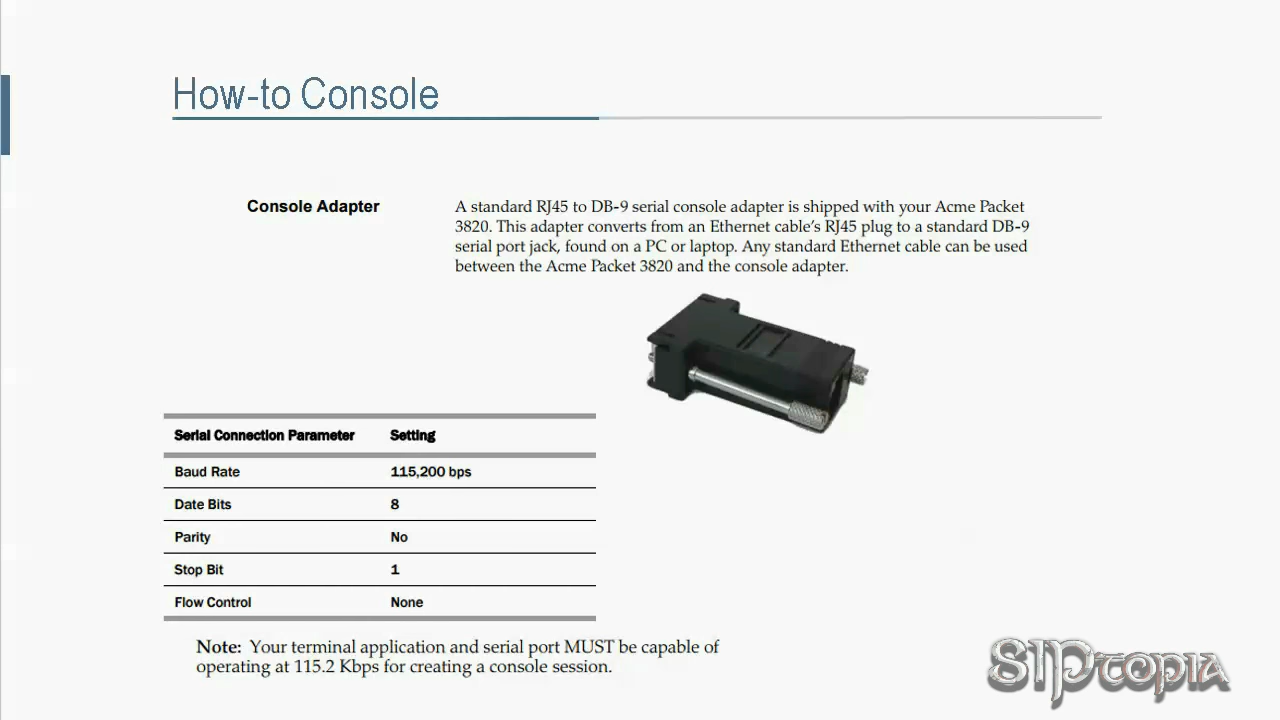 How-to Console
Console Adapter
A standard RJ45 to DB-9 serial console adapter is shipped with your Acme Packet
3820. This adapter converts from an Ethernet cable's RJ45 plug to a standard DB-9
serial port jack, found on a PC or laptop. Any standard Ethernet cable can be used
between the Acme Packet 3820 and the console adapter.
Serial Connection Parameter Setting
Baud Rate 115,200 bps
Date Bits 8
Parity No
Stop Bit 1
Flow Control None
Note: Your terminal application and serial port MUST be capable of
operating at 115.2 Kbps for creating a console session.
SIPtopia